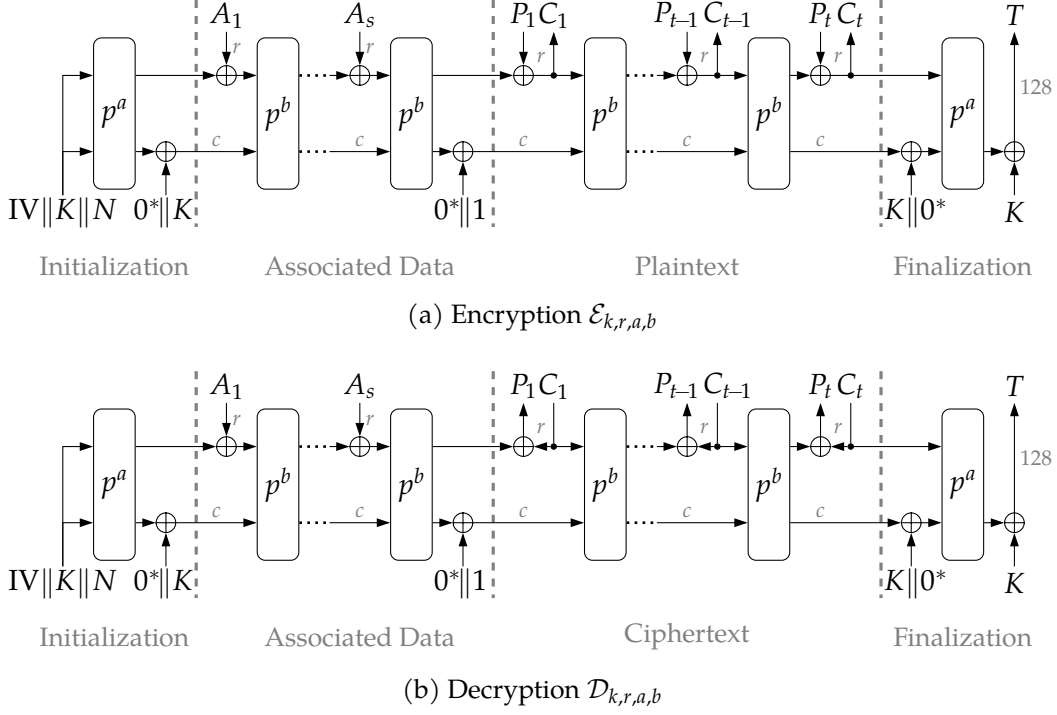 A₁ Aₛ P₁ C₁ Pₜ₋₁ Cₜ₋₁ Pₜ Cₜ T
r r r r r
128
pᵃ pᵇ pᵇ pᵇ pᵇ pᵃ
c c c c
IV‖K‖N 0*‖K 0*‖1 K‖0* K
Initialization Associated Data Plaintext Finalization
(a) Encryption ℰ_{k,r,a,b}
A₁ Aₛ P₁ C₁ Pₜ₋₁ Cₜ₋₁ Pₜ Cₜ T
r r r r r
128
pᵃ pᵇ pᵇ pᵇ pᵇ pᵃ
c c c c
IV‖K‖N 0*‖K 0*‖1 K‖0* K
Initialization Associated Data Ciphertext Finalization
(b) Decryption 𝒟_{k,r,a,b}